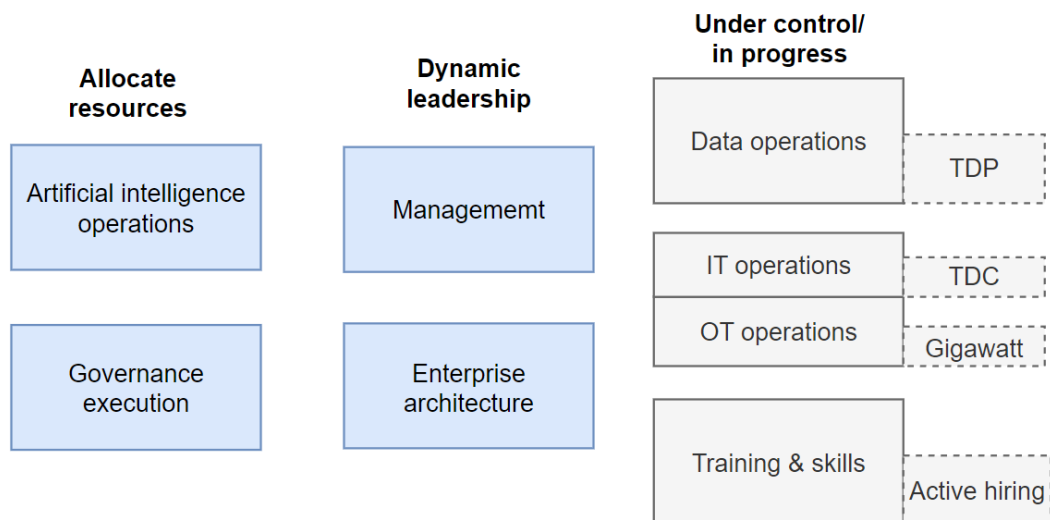 Allocate
resources
Artificial intelligence
operations
Governance
execution
Dynamic
leadership
Managememt
Enterprise
architecture
Under control/
in progress
Data operations
TDP
IT operations
TDC
OT operations
Gigawatt
Training & skills
Active hiring